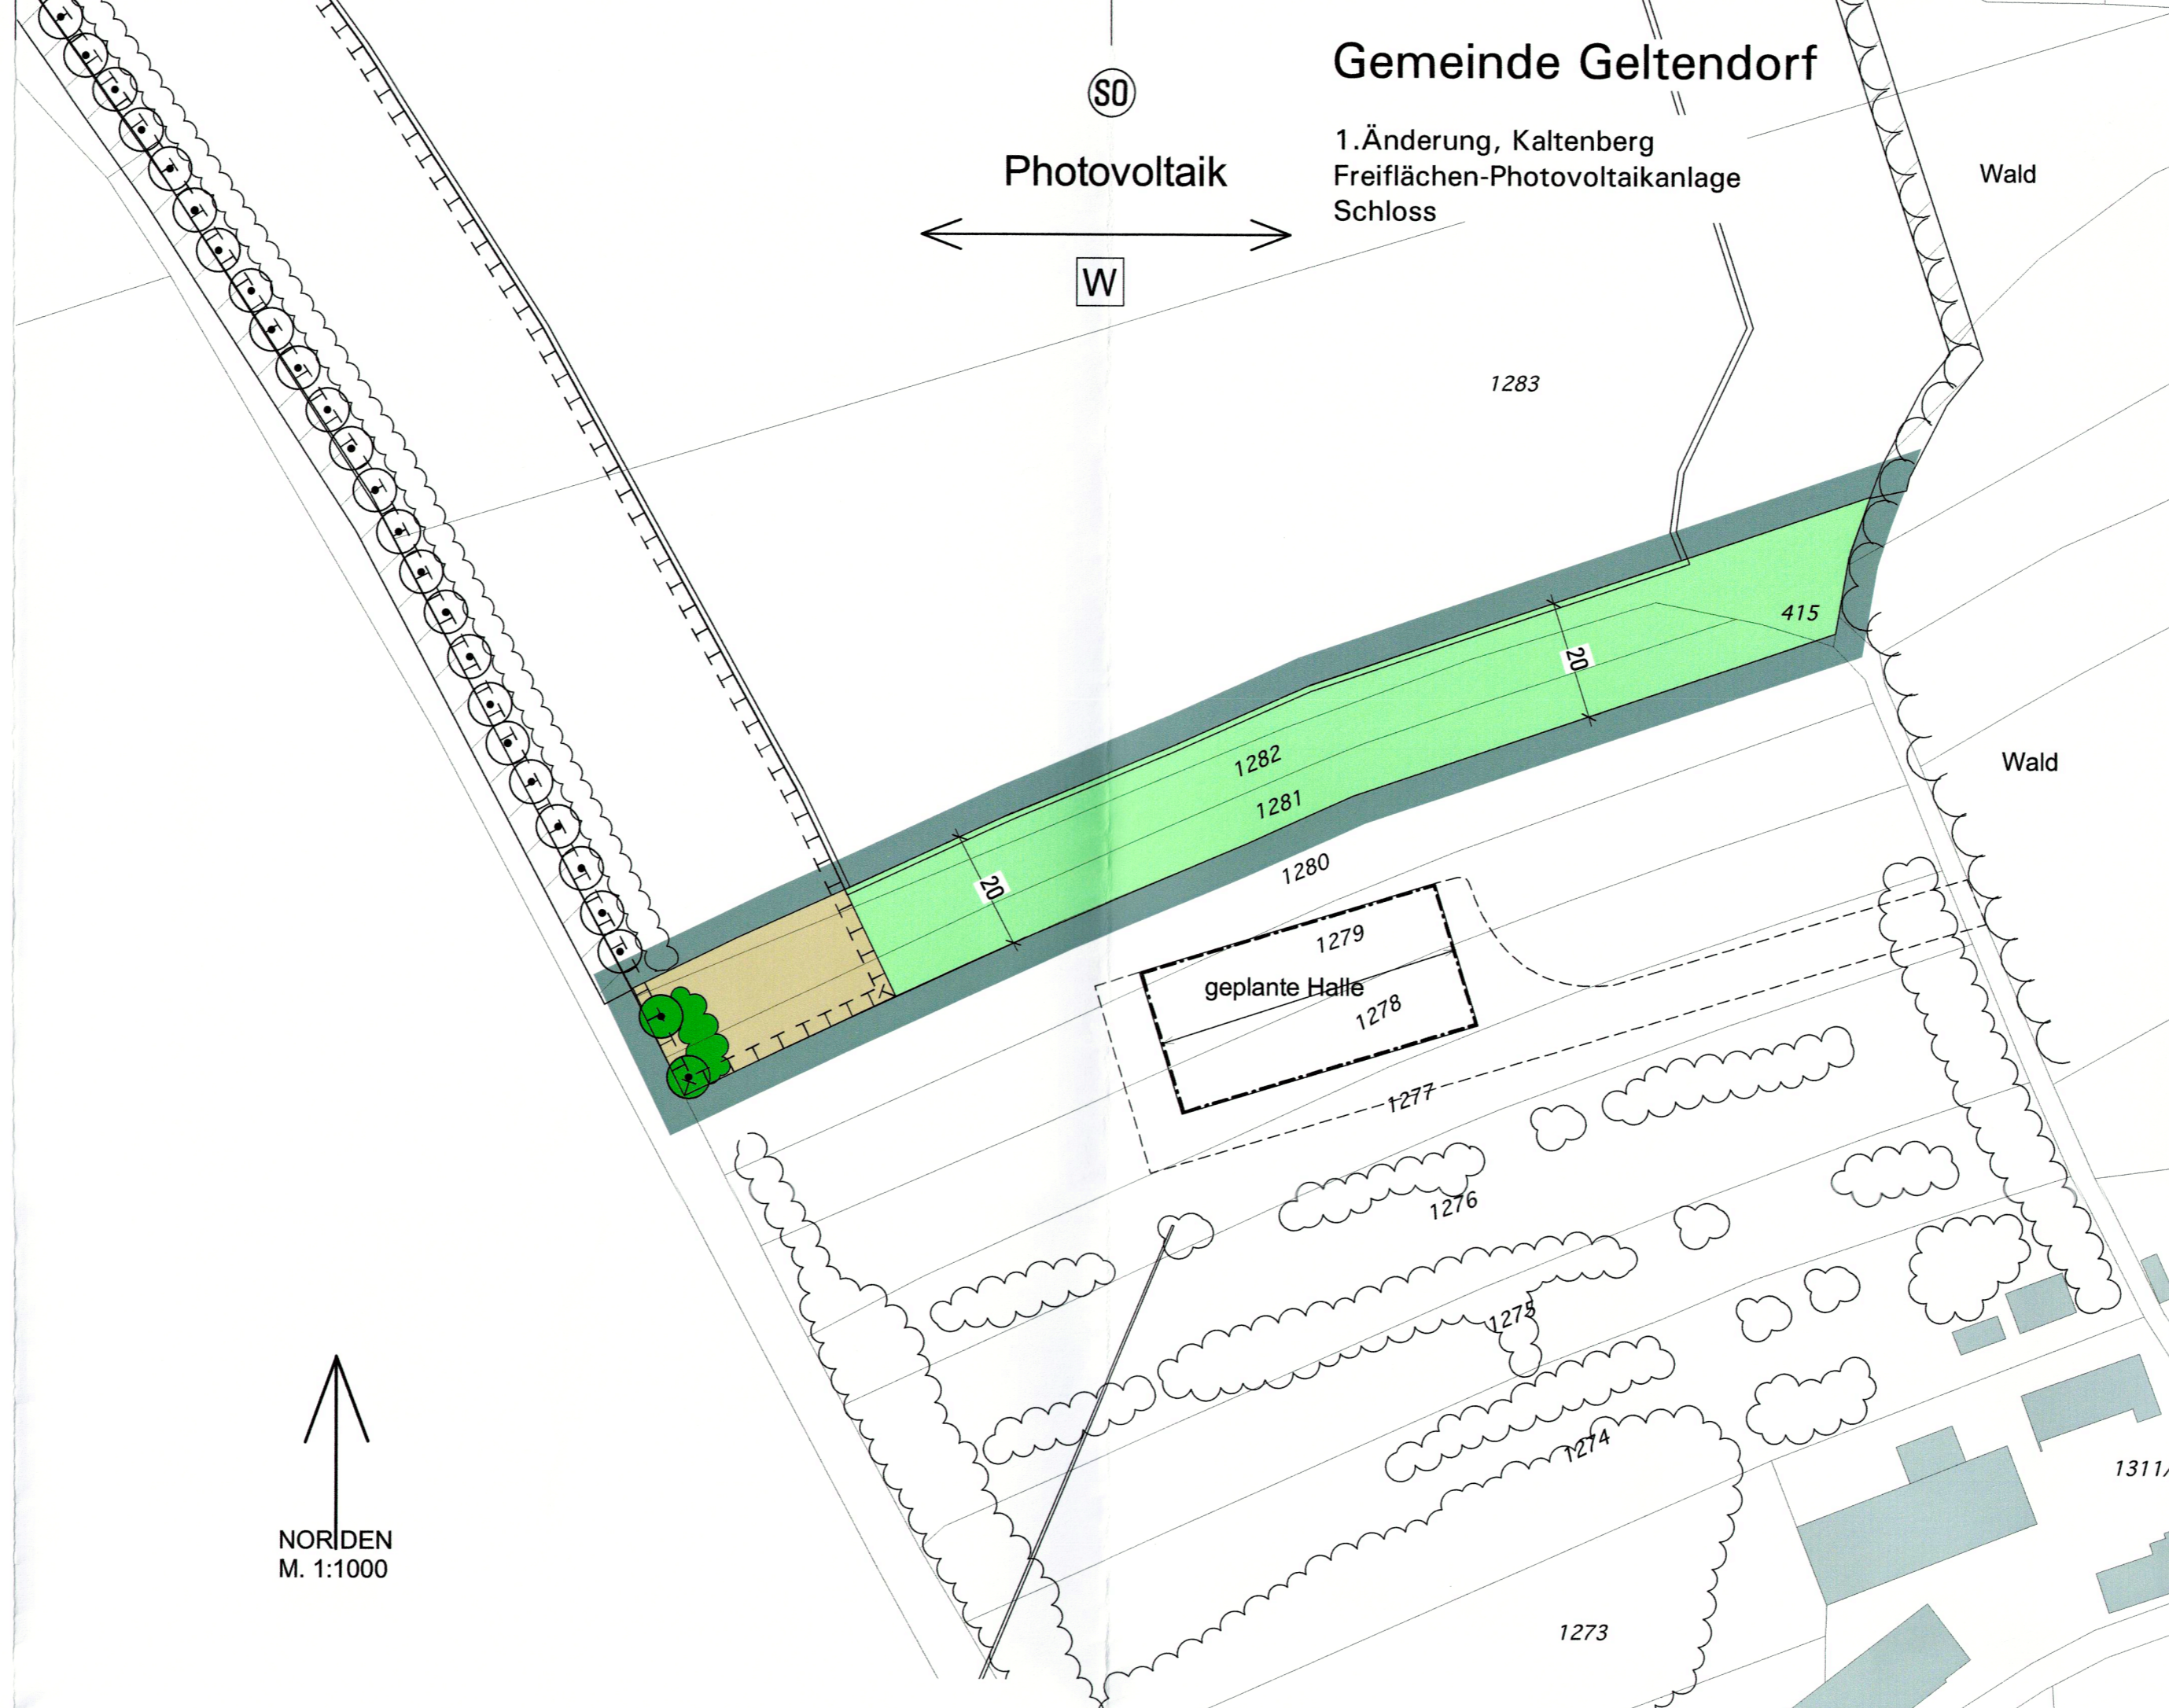 Gemeinde Geltendorf
SO
1.Änderung, Kaltenberg
Photovoltaik
Freiflächen-Photovoltaikanlage
Wald
Schloss
W
1283
415
20
1282
Wald
1281
1280
20
1279
geplante Halle
1278
1277
1276
1275
1274
1311/
NORDEN
M. 1:1000
1273